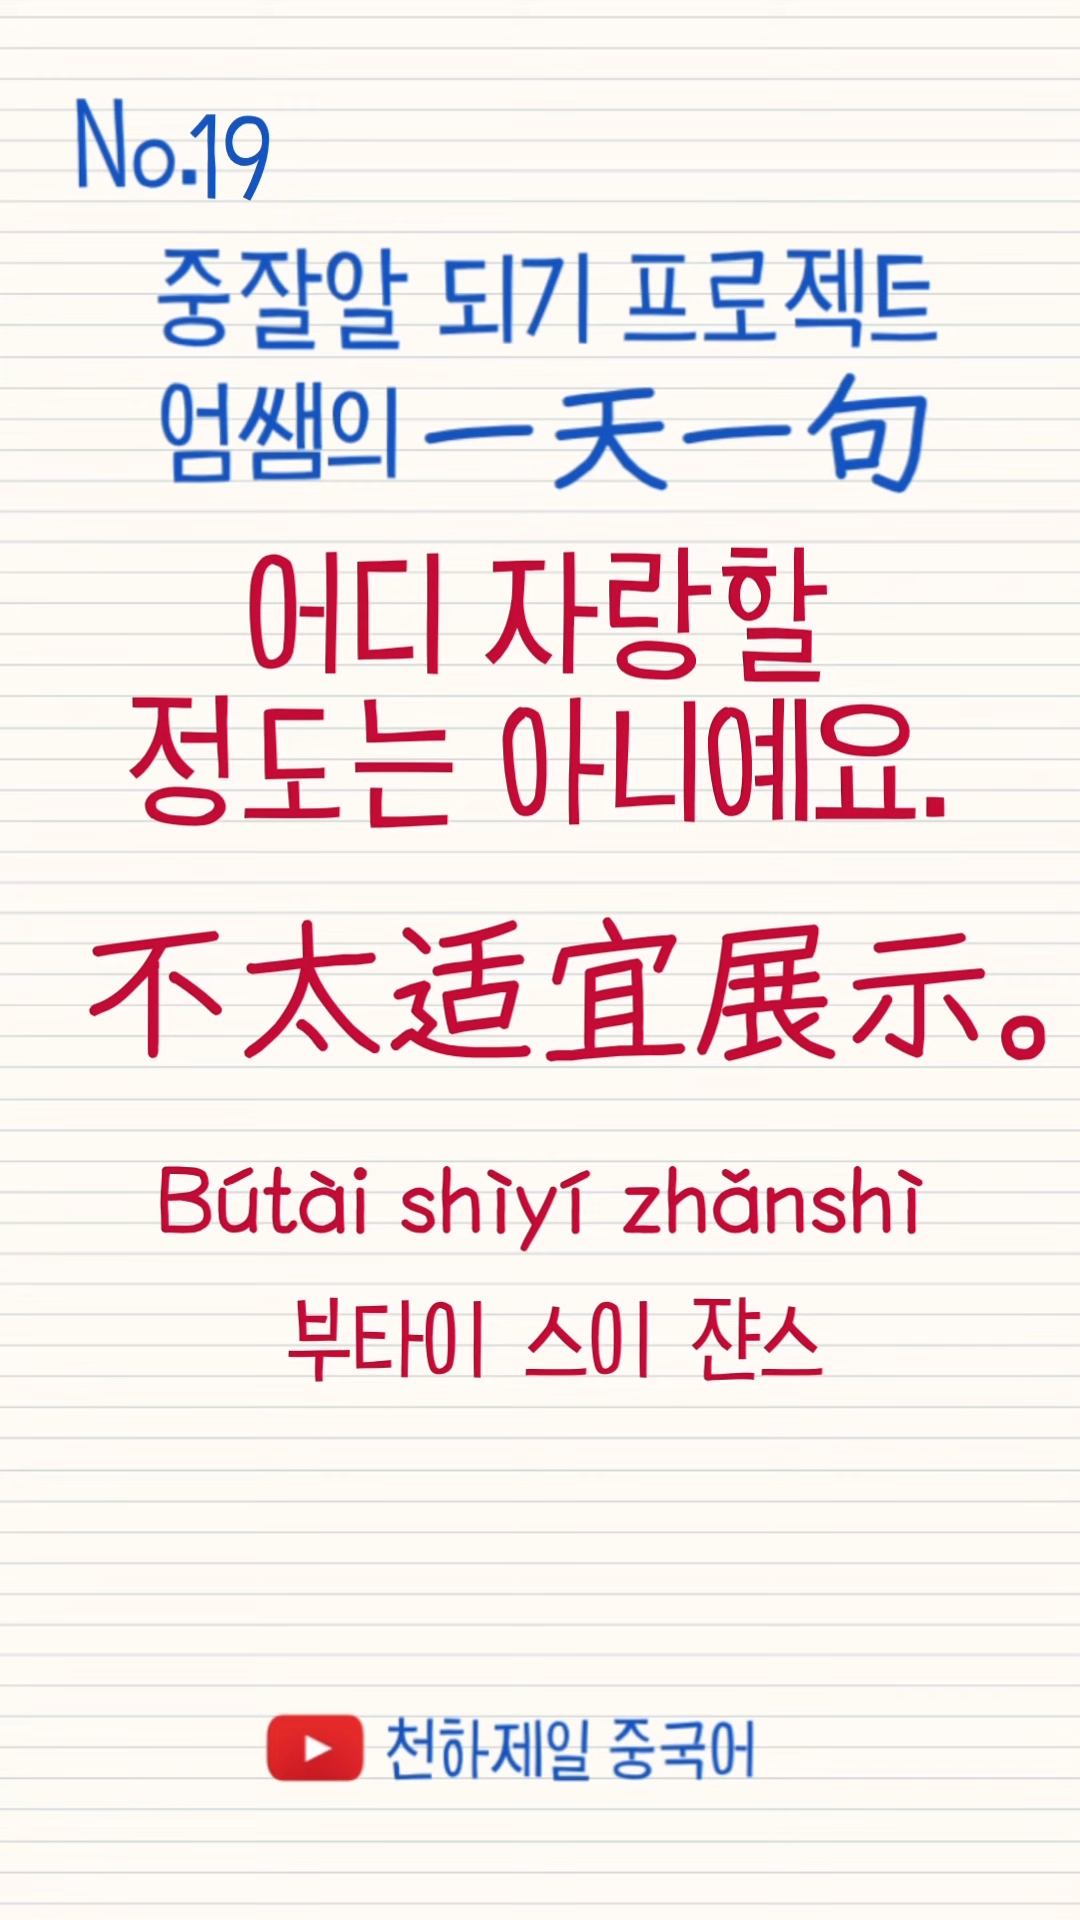 No.19
중잘알 되기 프로젝트
엄쌤의 一天一句
어디 자랑할
정도는 아니예요.
不太适宜展示。
Bútài shìyí zhǎnshì
부타이 스이 쟌스
천하제일 중국어